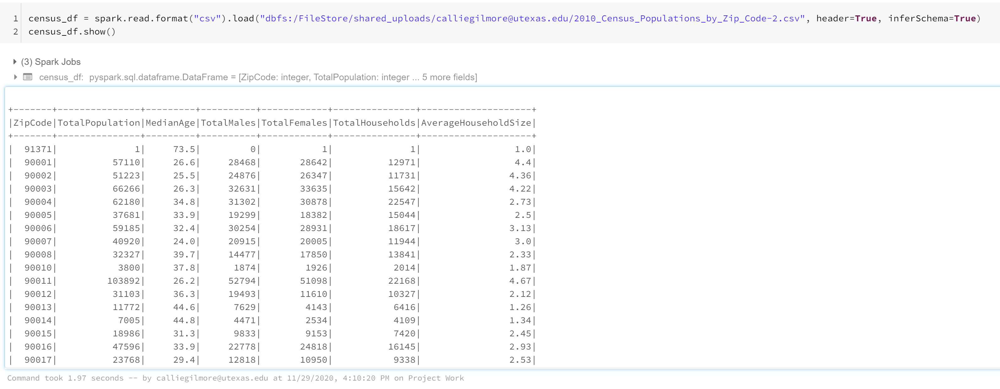 1 census_df = spark.read.format("csv").load("dbfs:/FileStore/shared_uploads/calliegilmore@utexas.edu/2010_Census_Populations_by_Zip_Code-2.csv", header=True, inferSchema=True)
2 census_df.show()
(3) Spark Jobs
census_df: pyspark.sql.dataframe.DataFrame = [ZipCode: integer, TotalPopulation: integer ... 5 more fields]
+-------+---------------+---------+----------+------------+---------------+--------------------+
|ZipCode|TotalPopulation|MedianAge|TotalMales|TotalFemales|TotalHouseholds|AverageHouseholdSize|
+-------+---------------+---------+----------+------------+---------------+--------------------+
|  91371|              1|     73.5|         0|           1|              1|                 1.0|
|  90001|          57110|     26.6|     28468|       28642|          12971|                 4.4|
|  90002|          51223|     25.5|     24876|       26347|          11731|                4.36|
|  90003|          66266|     26.3|     32631|       33635|          15642|                4.22|
|  90004|          62180|     34.8|     31302|       30878|          22547|                2.73|
|  90005|          37681|     33.9|     19299|       18382|          15044|                 2.5|
|  90006|          59185|     32.4|     30254|       28931|          18617|                3.13|
|  90007|          40920|     24.0|     20915|       20005|          11944|                 3.0|
|  90008|          32327|     39.7|     14477|       17850|          13841|                2.33|
|  90010|           3800|     37.8|      1874|        1926|           2014|                1.87|
|  90011|         103892|     26.2|     52794|       51098|          22168|                4.67|
|  90012|          31103|     36.3|     19493|       11610|          10327|                2.12|
|  90013|          11772|     44.6|      7629|        4143|           6416|                1.26|
|  90014|           7005|     44.8|      4471|        2534|           4109|                1.34|
|  90015|          18986|     31.3|      9833|        9153|           7420|                2.45|
|  90016|          47596|     33.9|     22778|       24818|          16145|                2.93|
|  90017|          23768|     29.4|     12818|       10950|           9338|                2.53|
Command took 1.97 seconds -- by calliegilmore@utexas.edu at 11/29/2020, 4:10:20 PM on Project Work